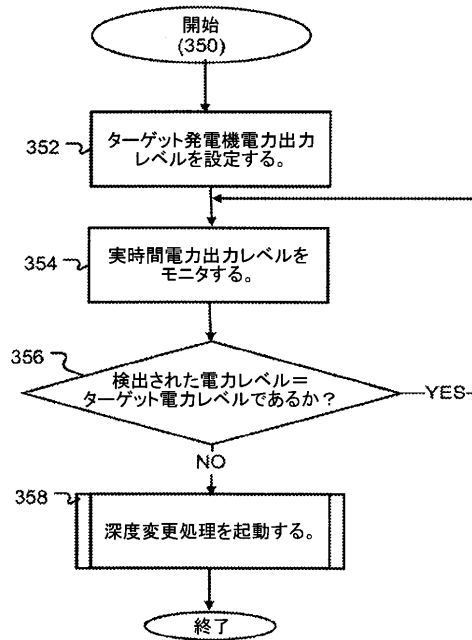 開始
(350)
352
ターゲット発電機電力出力
レベルを設定する。
354
実時間電力出力レベルを
モニタする。
356
検出された電力レベル＝
ターゲット電力レベルであるか？
YES
NO
358
深度変更処理を起動する。
終了